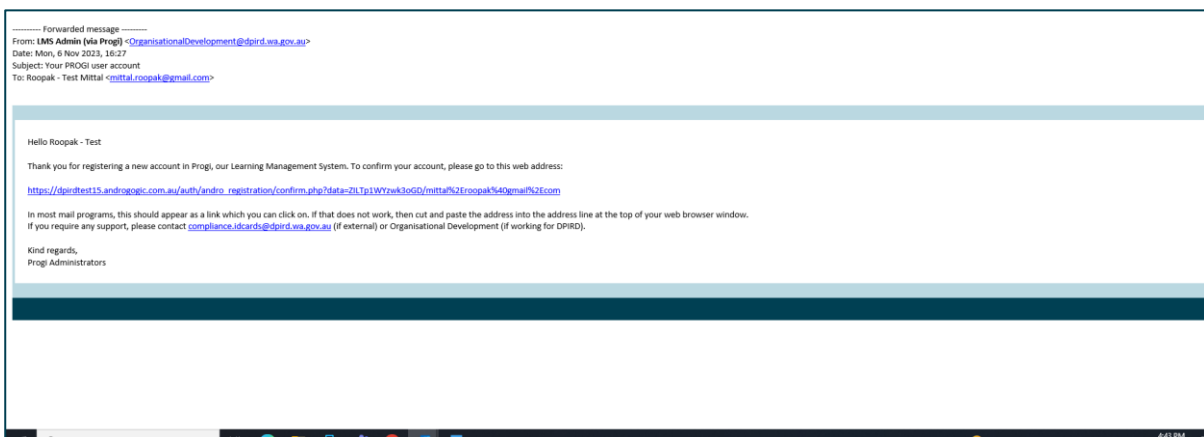 ---------- Forwarded message ---------
From: LMS Admin (via Progi) <OrganisationalDevelopment@dpird.wa.gov.au>
Date: Mon, 6 Nov 2023, 16:27
Subject: Your PROGI user account
To: Roopak - Test Mittal <mittal.roopak@gmail.com>
Hello Roopak - Test
Thank you for registering a new account in Progi, our Learning Management System. To confirm your account, please go to this web address:
https://dpirdtest15.androgogic.com.au/auth/andro_registration/confirm.php?data=ZILTp1WYzwk3oGD/mittal%2Eroopak%40gmail%2Ecom
In most mail programs, this should appear as a link which you can click on. If that does not work, then cut and paste the address into the address line at the top of your web browser window.
If you require any support, please contact compliance.idcards@dpird.wa.gov.au (if external) or Organisational Development (if working for DPIRD).
Kind regards,
Progi Administrators
4:43 PM